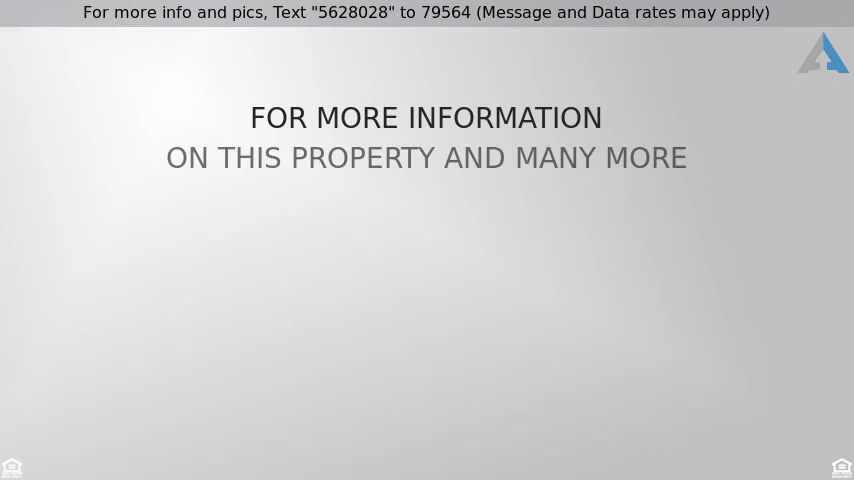 For more info and pics, Text "5628028" to 79564 (Message and Data rates may apply)
FOR MORE INFORMATION
ON THIS PROPERTY AND MANY MORE